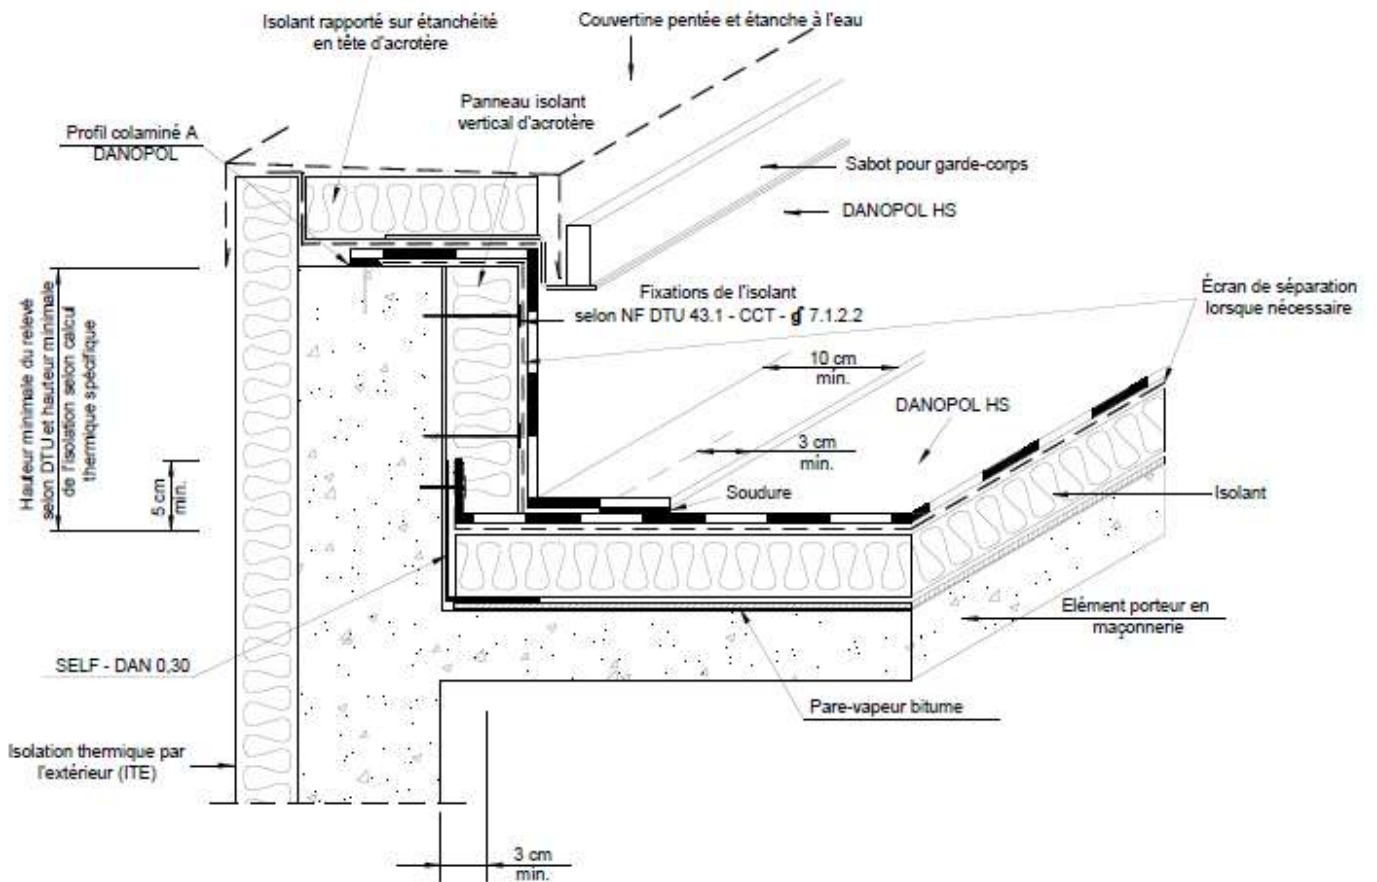 Isolant rapporté sur étanchéité
en tête d'acrotère
Couvertine pentée et étanche à l'eau
Panneau isolant
vertical d'acrotère
Profil colaminé A
DANOPOL
Sabot pour garde-corps
DANOPOL HS
Fixations de l'isolant
selon NF DTU 43.1 - CCT - § 7.1.2.2
Écran de séparation
lorsque nécessaire
Hauteur minimale du relevé
selon DTU et hauteur minimale
de l'isolation selon calcul
thermique spécifique
5 cm
min.
10 cm
min.
DANOPOL HS
3 cm
min.
Soudure
Isolant
Elément porteur en
maçonnerie
SELF - DAN 0,30
Pare-vapeur bitume
Isolation thermique par
l'extérieur (ITE)
3 cm
min.